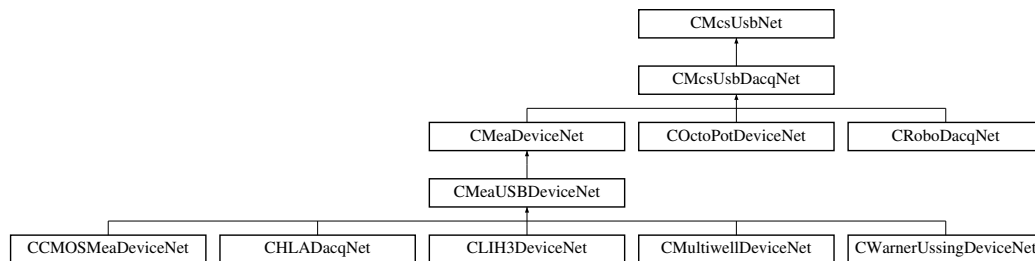 CMcsUsbNet
CMcsUsbDacqNet
CMeaDeviceNet COctoPotDeviceNet CRoboDacqNet
CMeaUSBDeviceNet
CCMOSMeaDeviceNet CHLADacqNet CLIH3DeviceNet CMultiwellDeviceNet CWarnerUssingDeviceNet